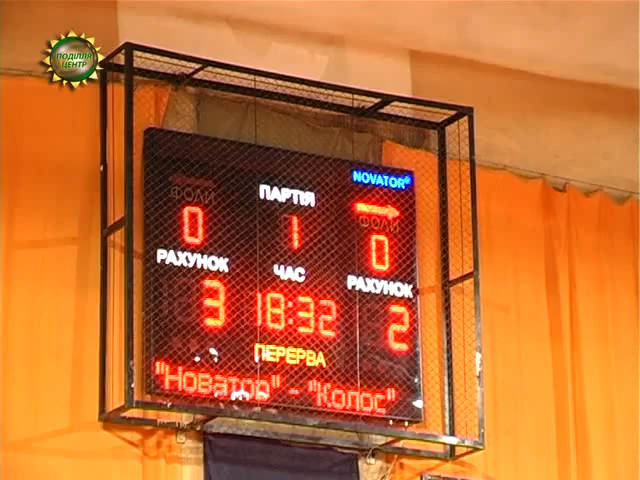 ПОДІЛЛЯ
ЦЕНТР
NOVATOR®
ФОЛИ ПАРТІЯ ФОЛИ
0 1 0
РАХУНОК ЧАС РАХУНОК
3 18:32 2
ПЕРЕРВА
"Новатор" - "Колос"